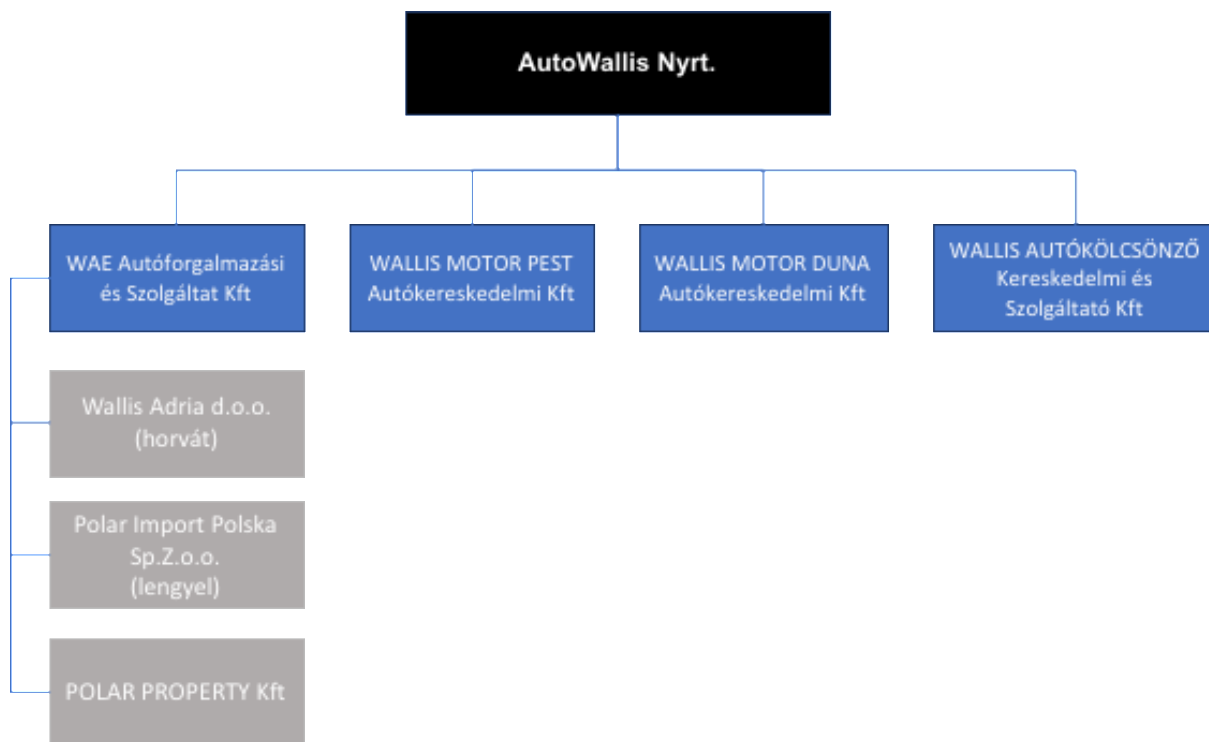 AutoWallis Nyrt.
WAE Autóforgalmazási
és Szolgáltat Kft
WALLIS MOTOR PEST
Autókereskedelmi Kft
WALLIS MOTOR DUNA
Autókereskedelmi Kft
WALLIS AUTÓKÖLCSÖNZŐ
Kereskedelmi és
Szolgáltató Kft
Wallis Adria d.o.o.
(horvát)
Polar Import Polska
Sp.Z.o.o.
(lengyel)
POLAR PROPERTY Kft